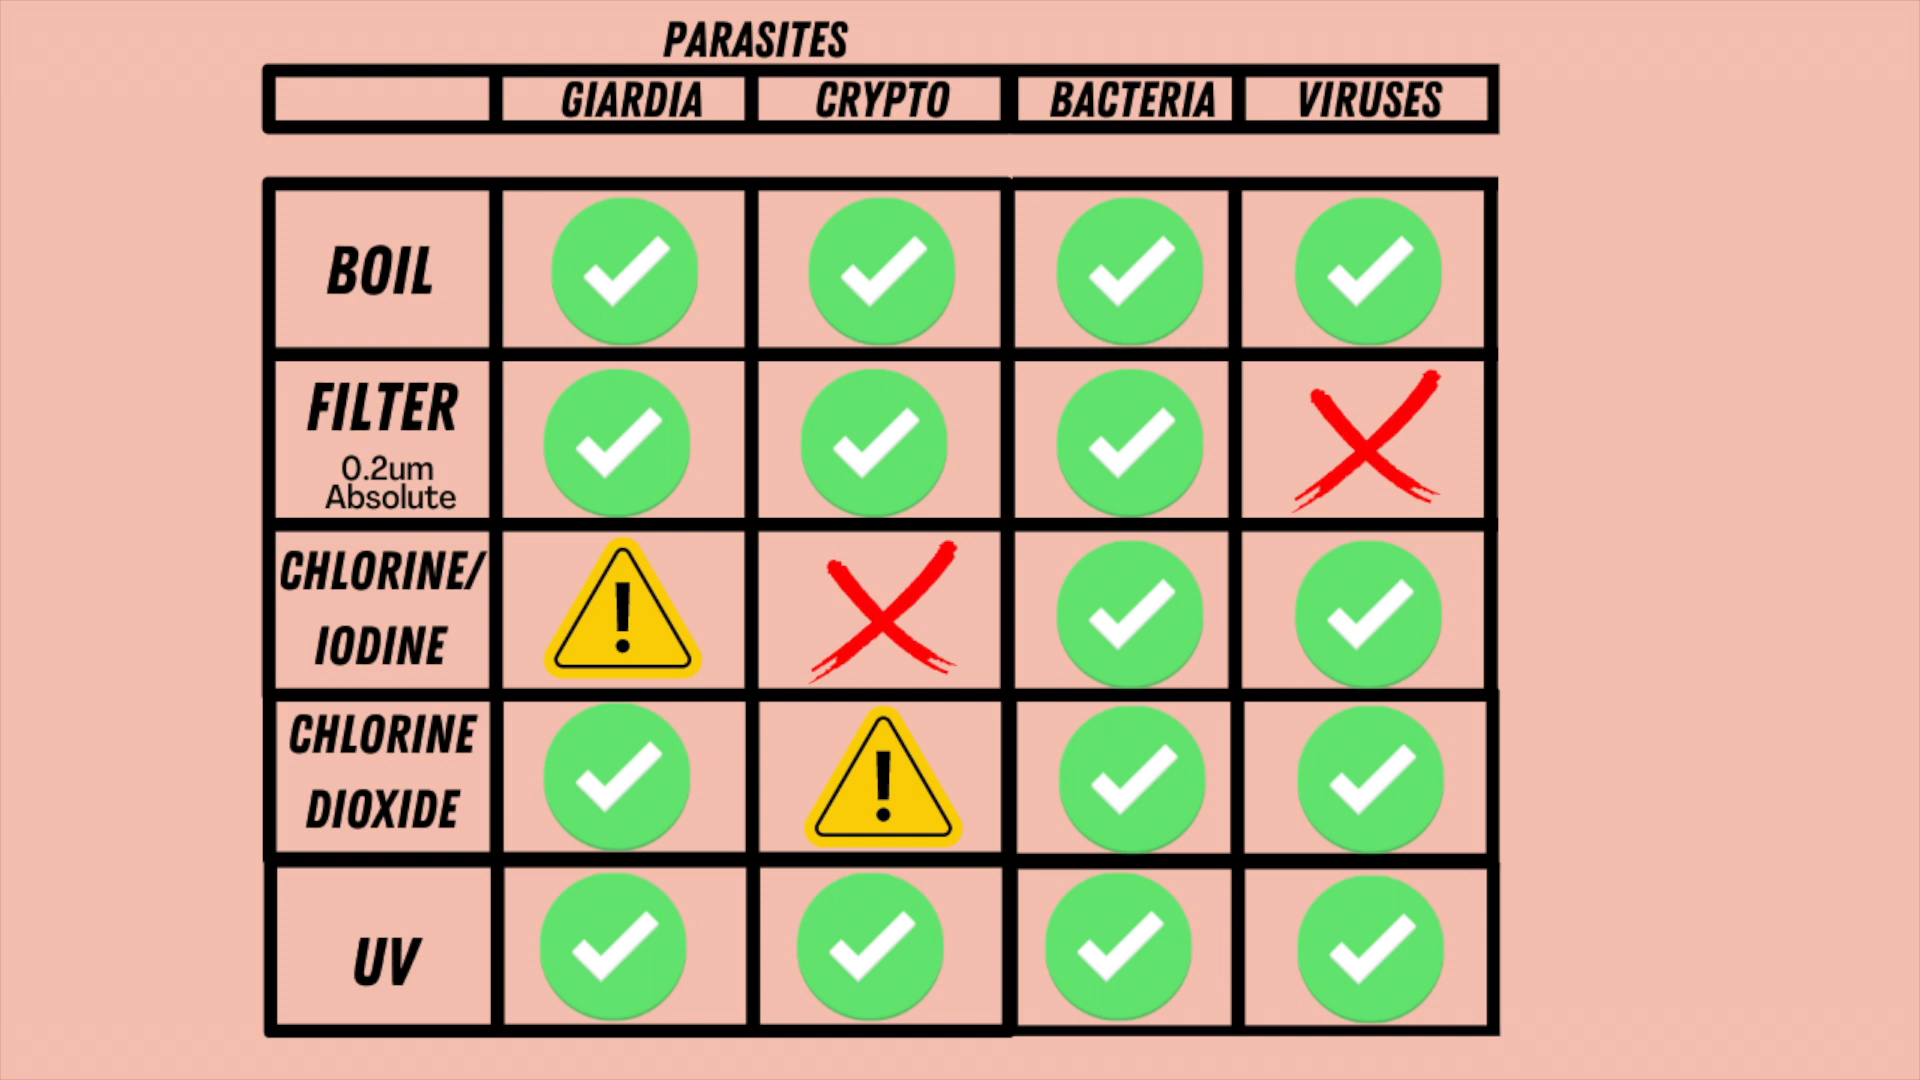 PARASITES
GIARDIA CRYPTO BACTERIA VIRUSES
BOIL
FILTER
0.2um
Absolute
CHLORINE/
IODINE
CHLORINE
DIOXIDE
UV